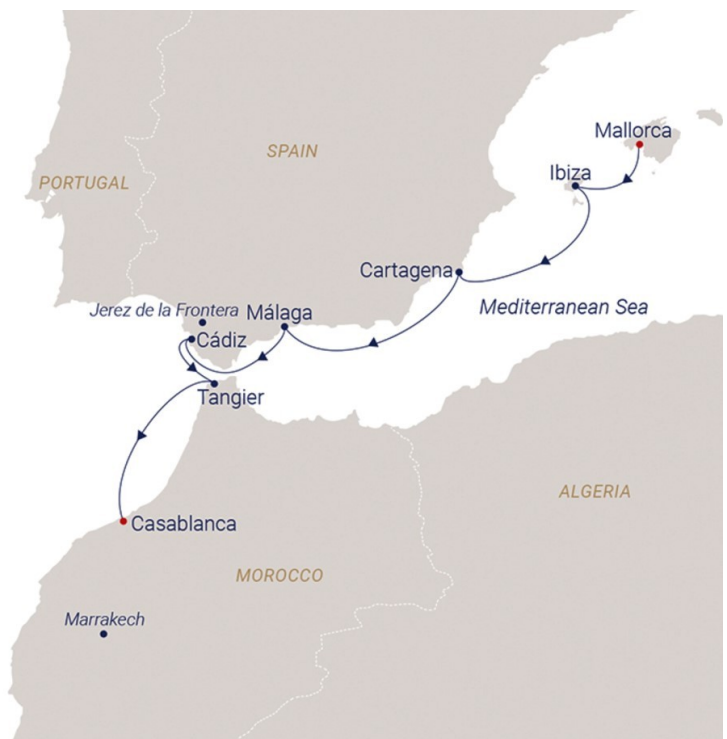 Mallorca
SPAIN
Ibiza
PORTUGAL
Cartagena
Mediterranean Sea
Jerez de la Frontera
Málaga
Cádiz
Tangier
ALGERIA
Casablanca
MOROCCO
Marrakech